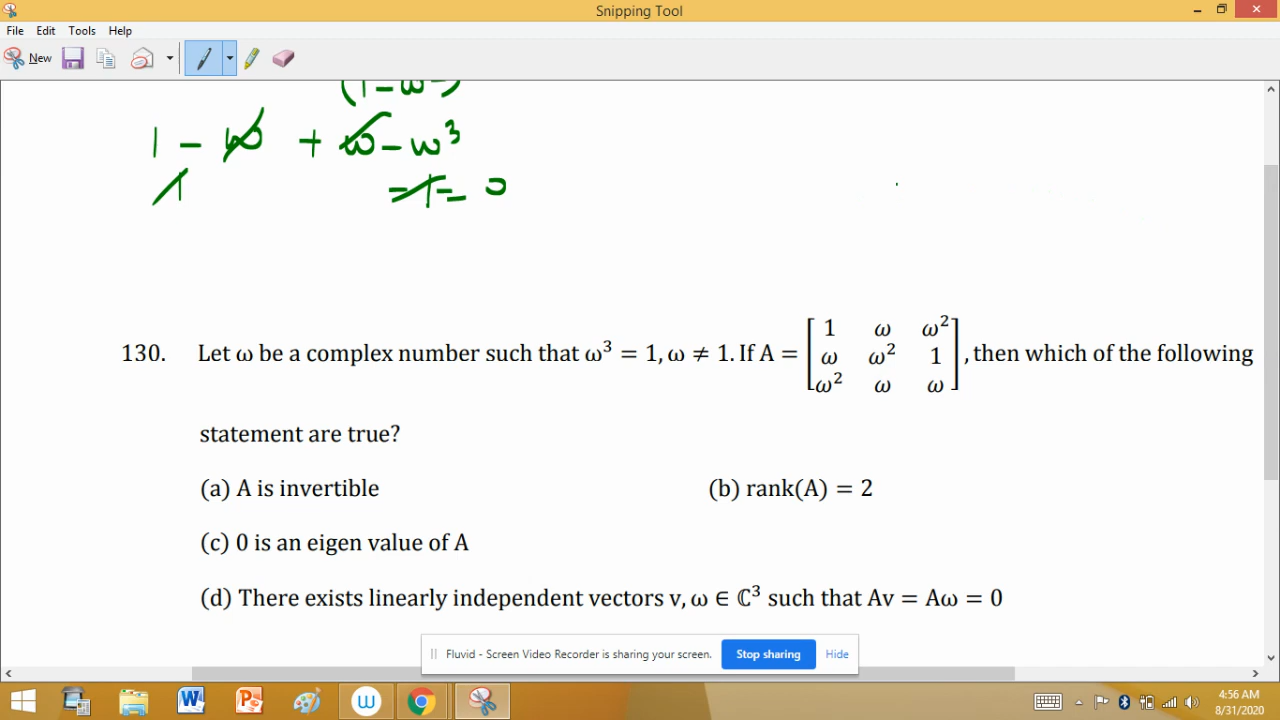 Snipping Tool
File Edit Tools Help
New
(1 - ω
1 - ω + ω - ω³
1 = 1 = 0
130. Let ω be a complex number such that ω³ = 1, ω ≠ 1. If A = [1 ω ω²; ω ω² 1; ω² ω ω], then which of the following
statement are true?
(a) A is invertible (b) rank(A) = 2
(c) 0 is an eigen value of A
(d) There exists linearly independent vectors v, ω ∈ ℂ³ such that Av = Aω = 0
Fluvid - Screen Video Recorder is sharing your screen. Stop sharing Hide
4:56 AM
8/31/2020